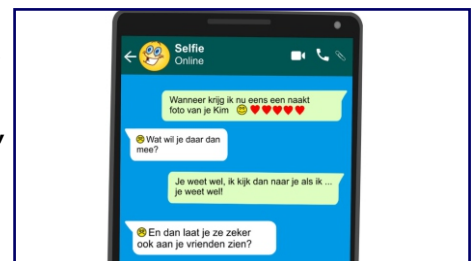 Selfie
Online
Wanneer krijg ik nu eens een naakt
foto van je Kim
Wat wil je daar dan
mee?
Je weet wel, ik kijk dan naar je als ik ...
je weet wel!
En dan laat je ze zeker
ook aan je vrienden zien?